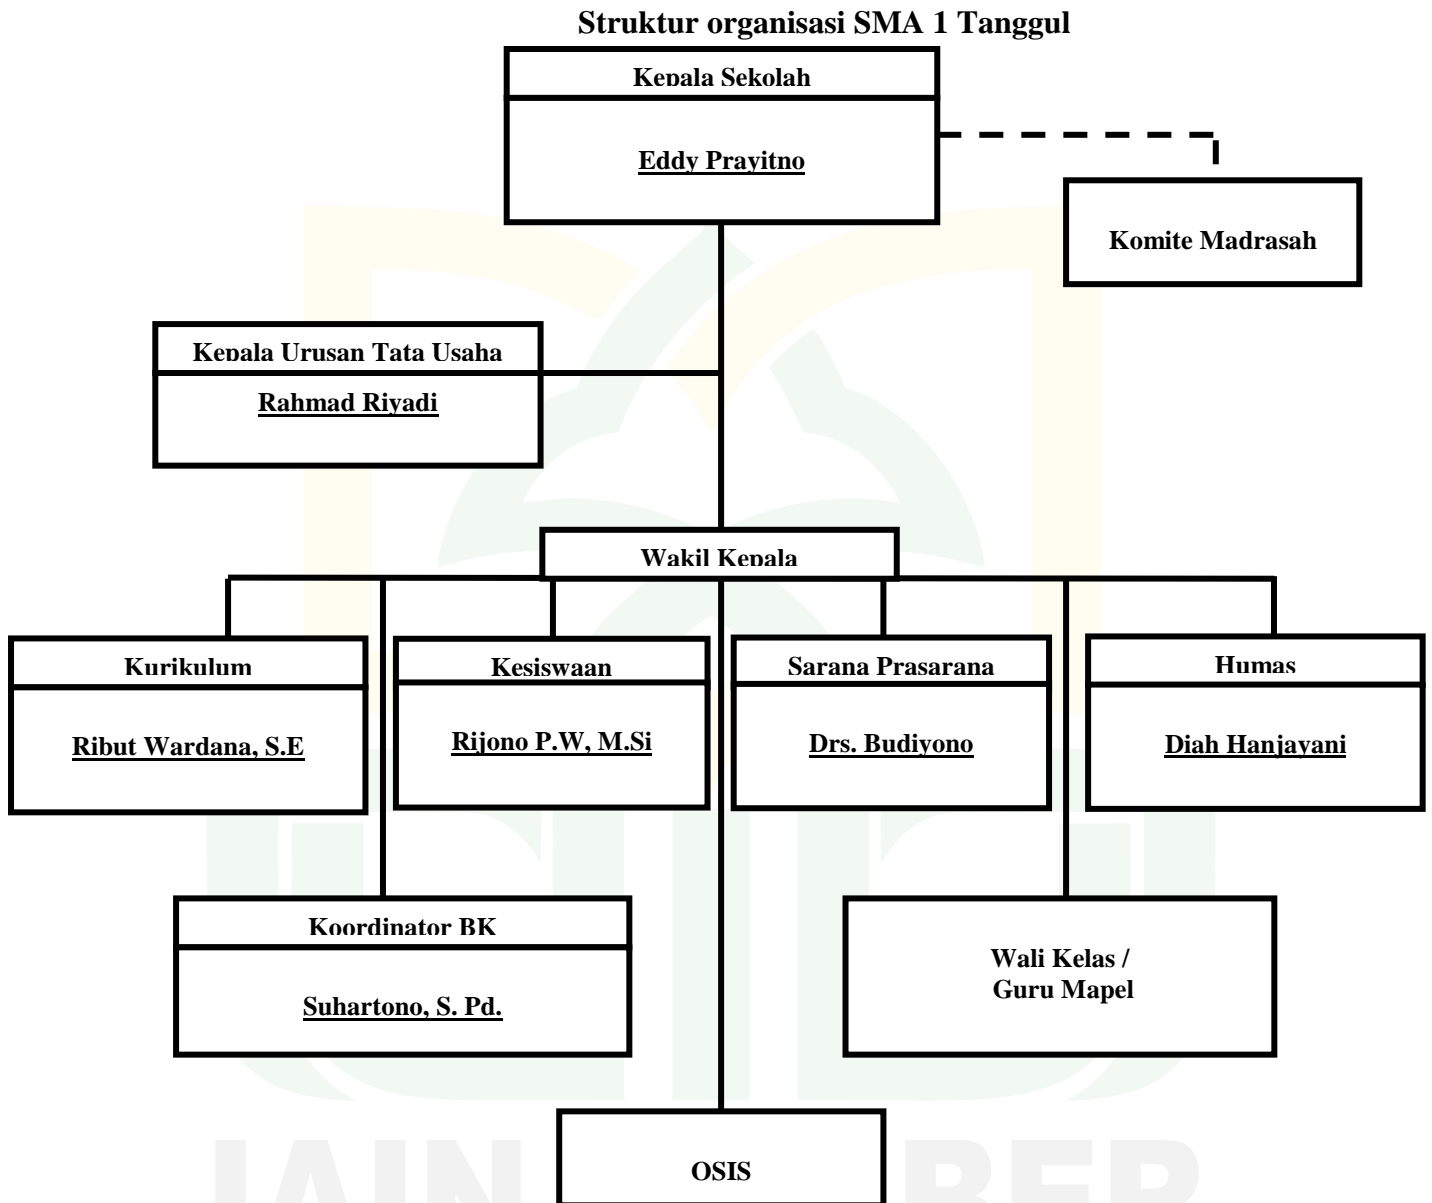 Struktur organisasi SMA 1 Tanggul
Kepala Sekolah
Eddy Prayitno
Komite Madrasah
Kepala Urusan Tata Usaha
Rahmad Riyadi
Wakil Kepala
Kurikulum
Ribut Wardana, S.E
Kesiswaan
Rijono P.W, M.Si
Sarana Prasarana
Drs. Budiyono
Humas
Diah Hanjayani
Koordinator BK
Suhartono, S. Pd.
Wali Kelas /
Guru Mapel
OSIS